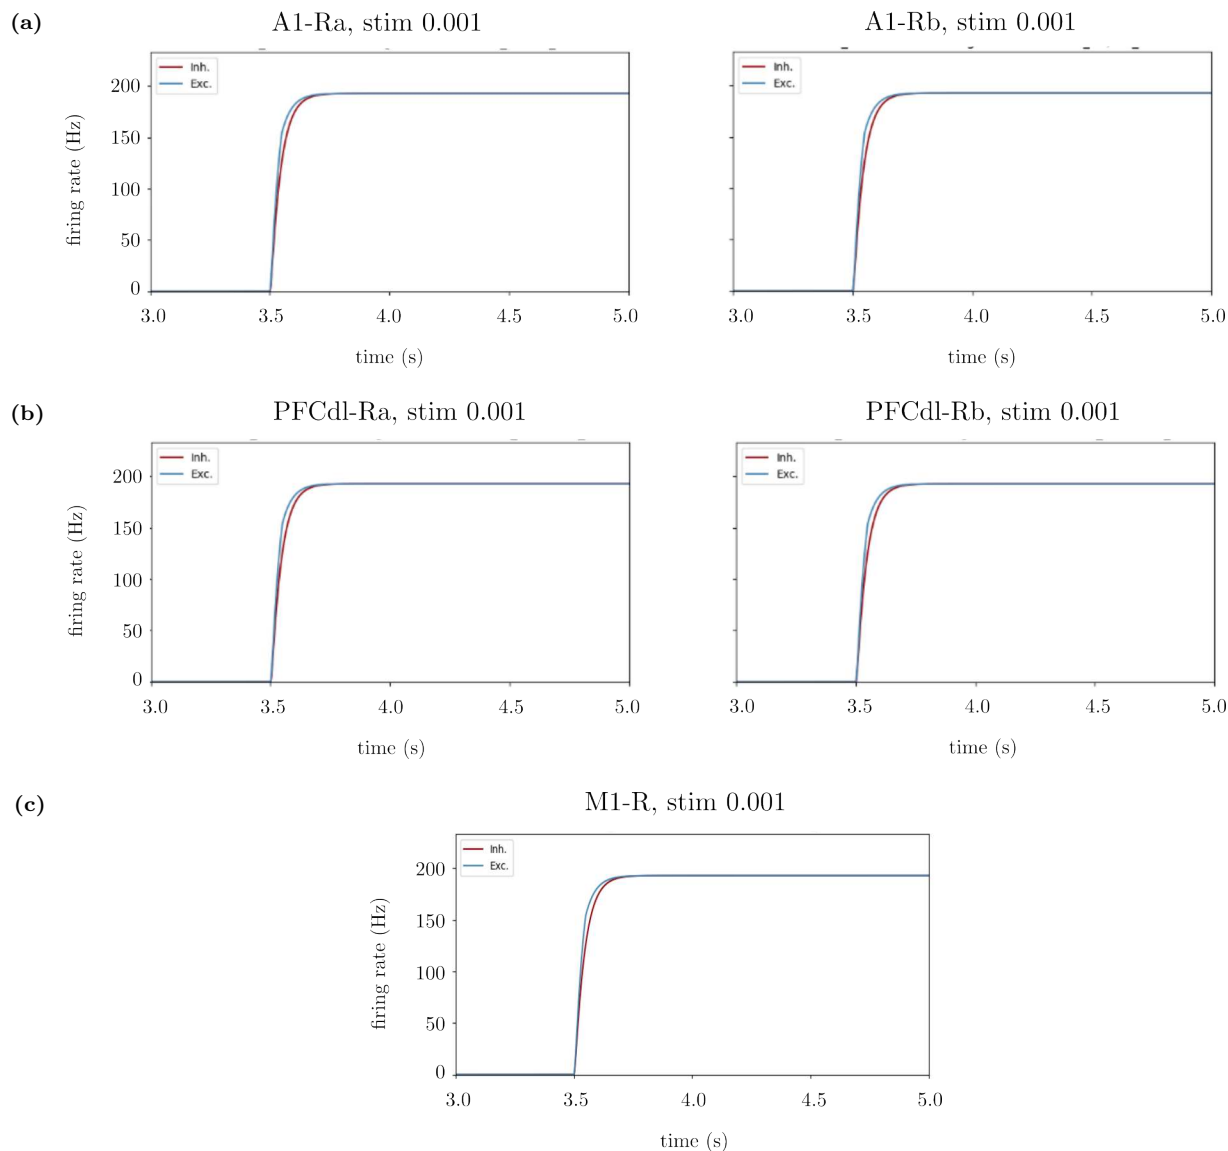 (a)
A1-Ra, stim 0.001
A1-Rb, stim 0.001
Inh.
Exc.
Inh.
Exc.
firing rate (Hz)
200
150
100
50
0
3.0 3.5 4.0 4.5 5.0
3.0 3.5 4.0 4.5 5.0
time (s)
time (s)
(b)
PFCdl-Ra, stim 0.001
PFCdl-Rb, stim 0.001
Inh.
Exc.
Inh.
Exc.
firing rate (Hz)
200
150
100
50
0
3.0 3.5 4.0 4.5 5.0
3.0 3.5 4.0 4.5 5.0
time (s)
time (s)
(c)
M1-R, stim 0.001
Inh.
Exc.
firing rate (Hz)
200
150
100
50
0
3.0 3.5 4.0 4.5 5.0
time (s)